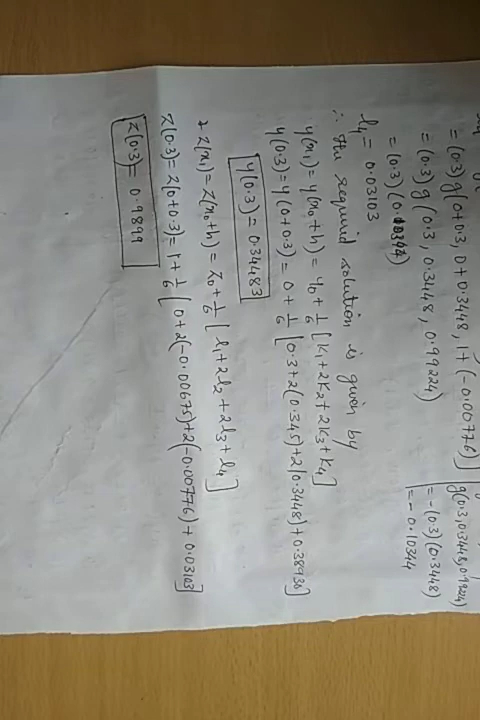 = (0.3) g(0+0.3, 0+0.3448, 1+(-0.00776)]
= (0.3) g(0.3, 0.3448, 0.99224)
g(0.3, 0.3448, 0.99224)
= -(0.3)(0.3448)
= -0.10344
= (0.3)(0.10344)
l4 = 0.03103
∴ The required solution is given by
y(x1) = y(x0+h) = y0 + 1/6 [K1+2K2+2K3+K4]
y(0.3) = y(0+0.3) = 0 + 1/6 [0.3+2(0.345)+2(0.3448)+0.38930]
y(0.3) = 0.34483
z(x1) = z(x0+h) = z0 + 1/6 [l1+2l2+2l3+l4]
z(0.3) = z(0+0.3) = 1 + 1/6 [0+2(-0.00675)+2(-0.00776)+0.03103]
z(0.3) = 0.9899